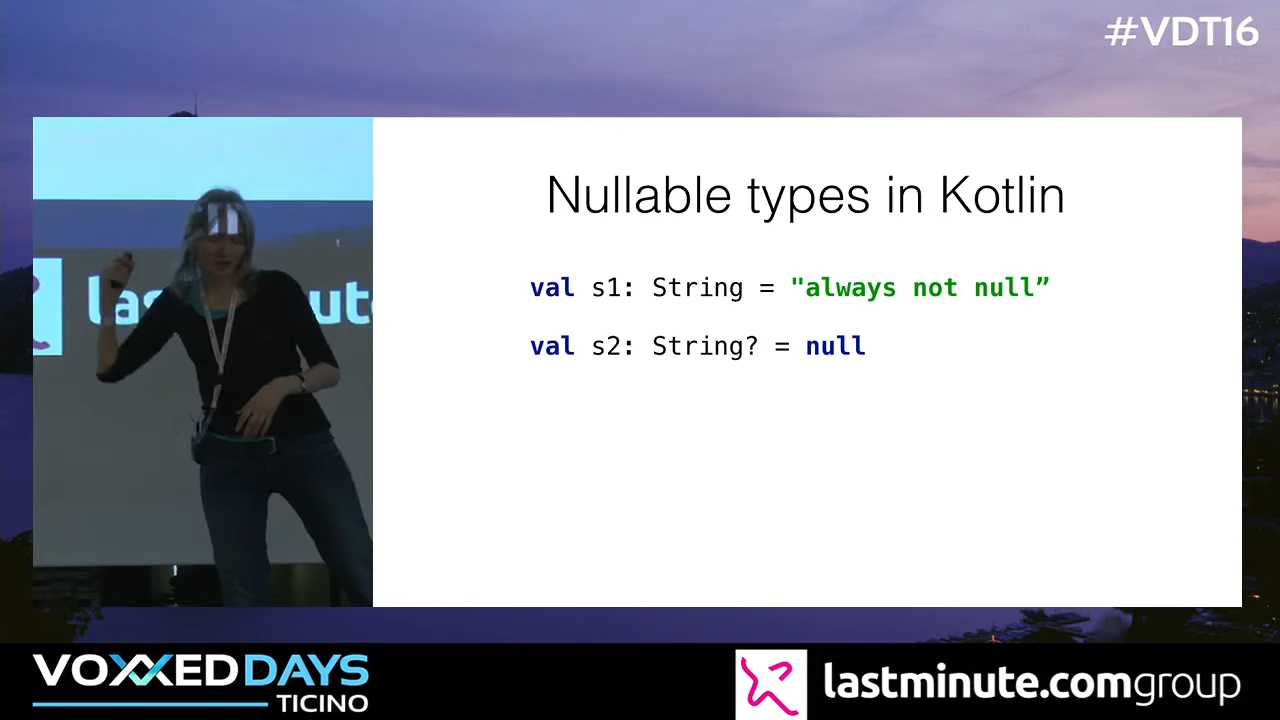 #VDT16
Nullable types in Kotlin
val s1: String = "always not null”
val s2: String? = null
VOXXED DAYS
TICINO
lastminute.comgroup